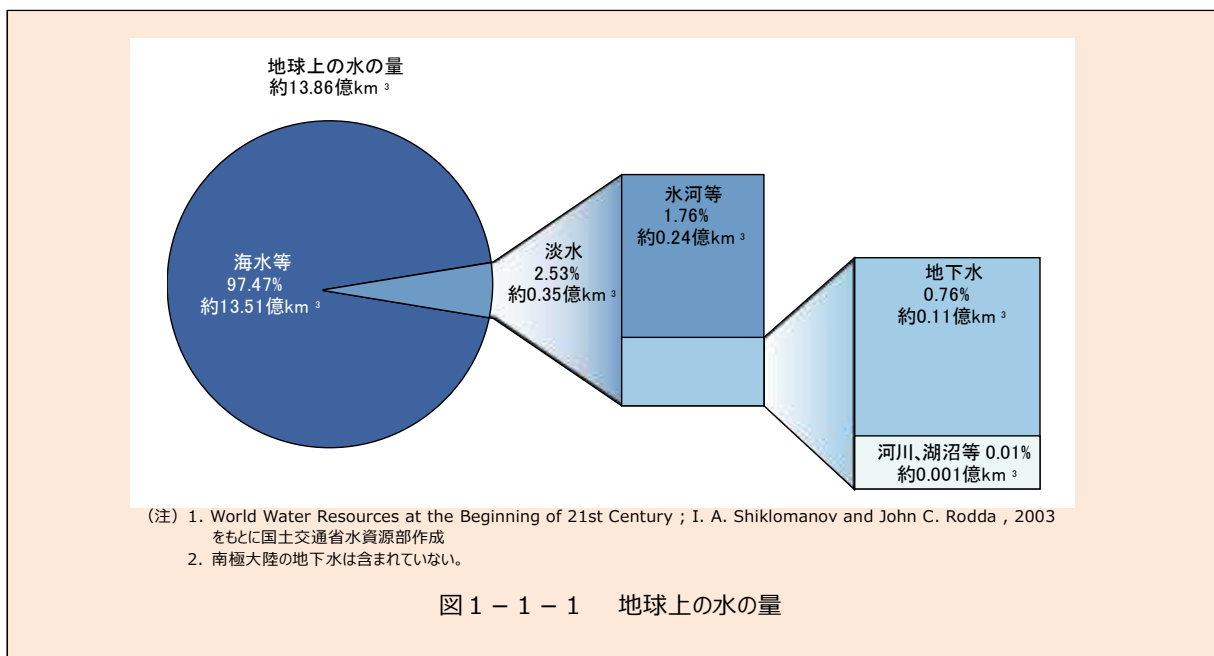 地球上の水の量
約13.86億km³
海水等
97.47%
約13.51億km³
淡水
2.53%
約0.35億km³
氷河等
1.76%
約0.24億km³
地下水
0.76%
約0.11億km³
河川、湖沼等 0.01%
約0.001億km³
（注）1. World Water Resources at the Beginning of 21st Century ; I. A. Shiklomanov and John C. Rodda , 2003
をもとに国土交通省水資源部作成
2. 南極大陸の地下水は含まれていない。
図１－１－１　地球上の水の量